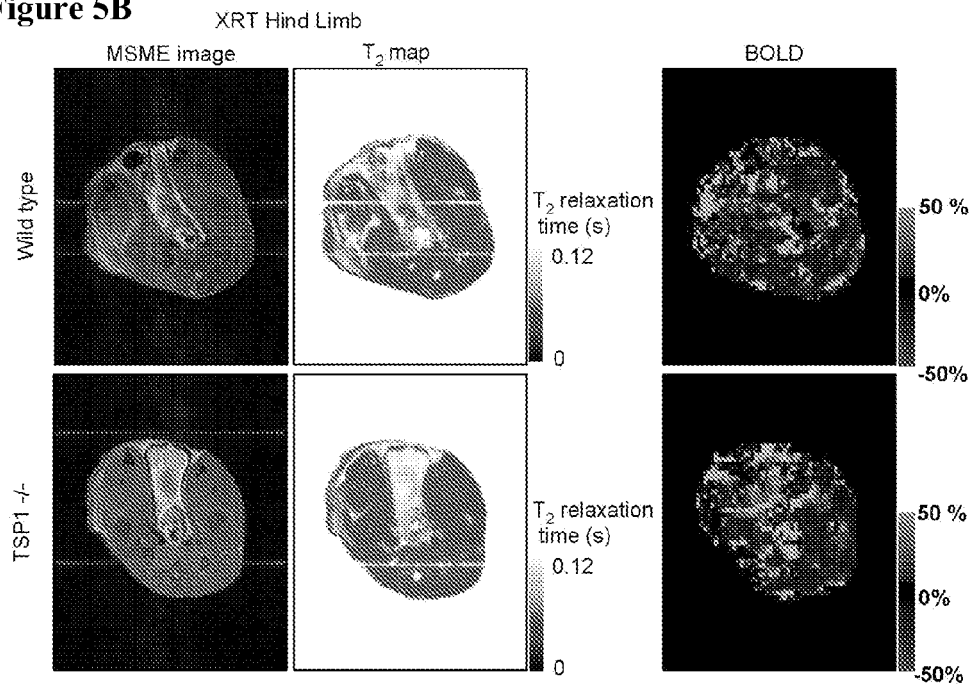 Figure 5B
XRT Hind Limb
MSME image
T₂ map
BOLD
Wild type
T₂ relaxation
time (s)
0.12
0
50 %
0%
-50%
TSP1 -/-
T₂ relaxation
time (s)
0.12
0
50 %
0%
-50%